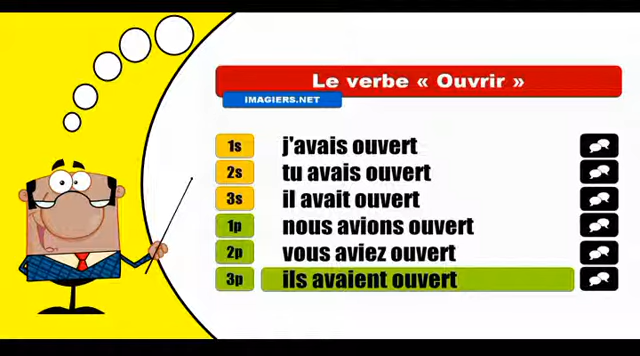 Le verbe « Ouvrir »
IMAGIERS.NET
1s j'avais ouvert
2s tu avais ouvert
3s il avait ouvert
1p nous avions ouvert
2p vous aviez ouvert
3p ils avaient ouvert